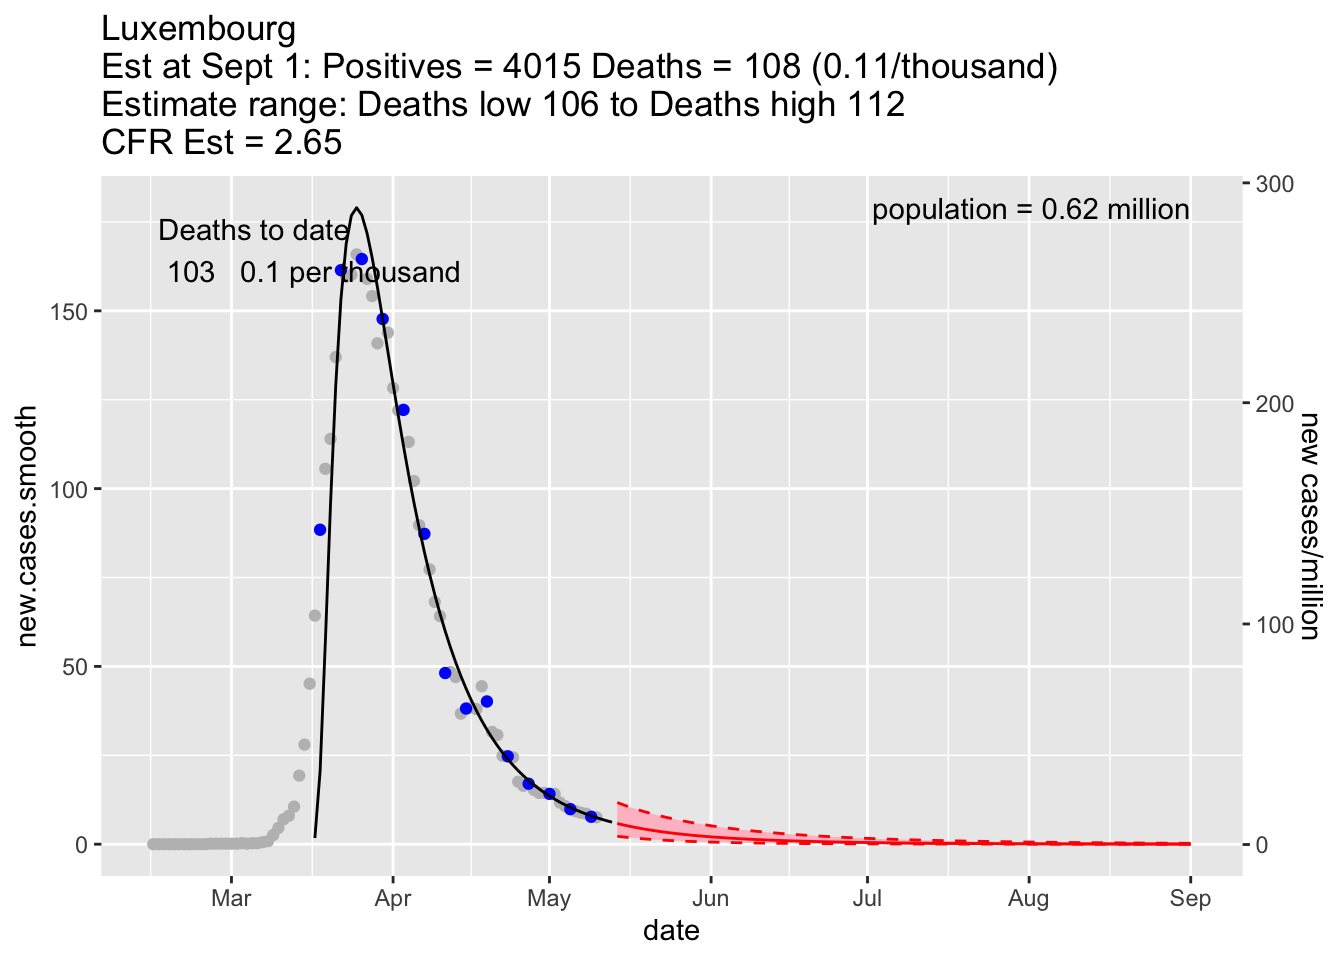 Luxembourg
Est at Sept 1: Positives = 4015 Deaths = 108 (0.11/thousand)
Estimate range: Deaths low 106 to Deaths high 112
CFR Est = 2.65
population = 0.62 million
Deaths to date
103 0.1 per thousand
new.cases.smooth
150
100
50
0
300
200
100
0
new cases/million
Mar Apr May Jun Jul Aug Sep
date